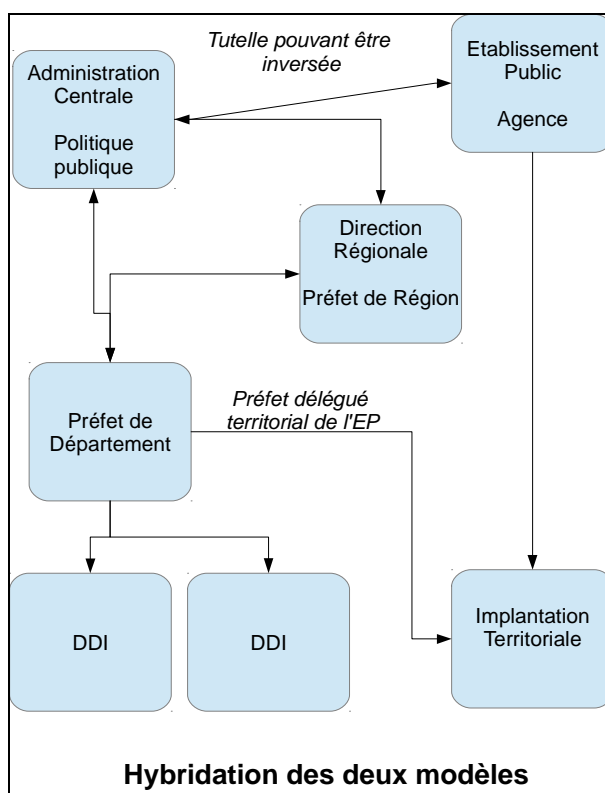 Tutelle pouvant être
inversée
Administration
Centrale
Politique
publique
Etablissement
Public
Agence
Direction
Régionale
Préfet de Région
Préfet de
Département
Préfet délégué
territorial de l'EP
DDI
DDI
Implantation
Territoriale
Hybridation des deux modèles